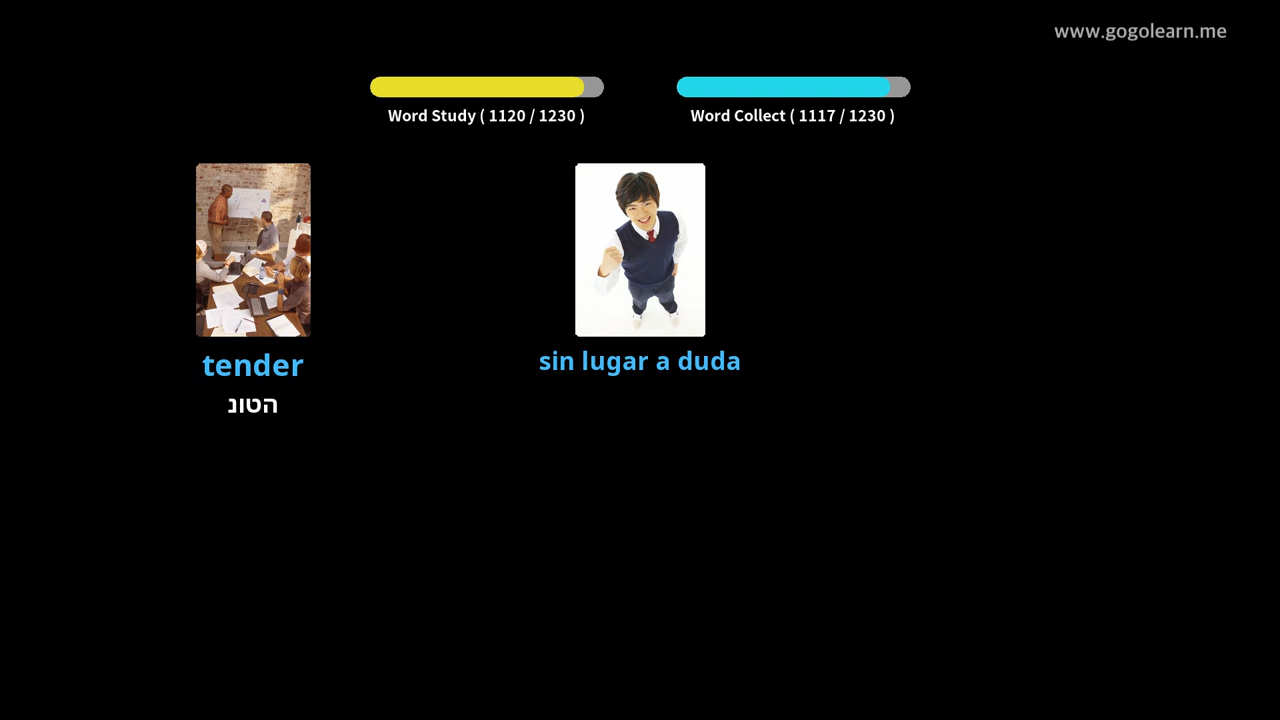 www.gogolearn.me
Word Study ( 1120 / 1230 )
Word Collect ( 1117 / 1230 )
tender
הטונ
sin lugar a duda